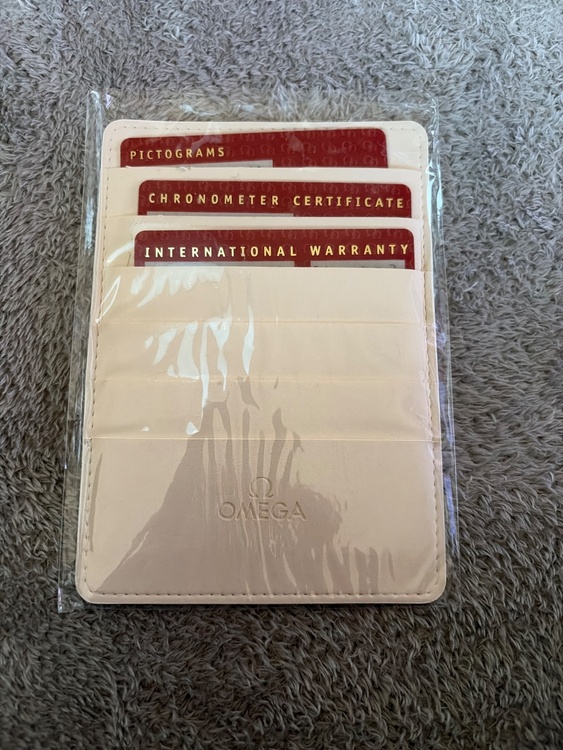 PICTOGRAMS
CHRONOMETER CERTIFICATE
INTERNATIONAL WARRANTY
Ω
OMEGA